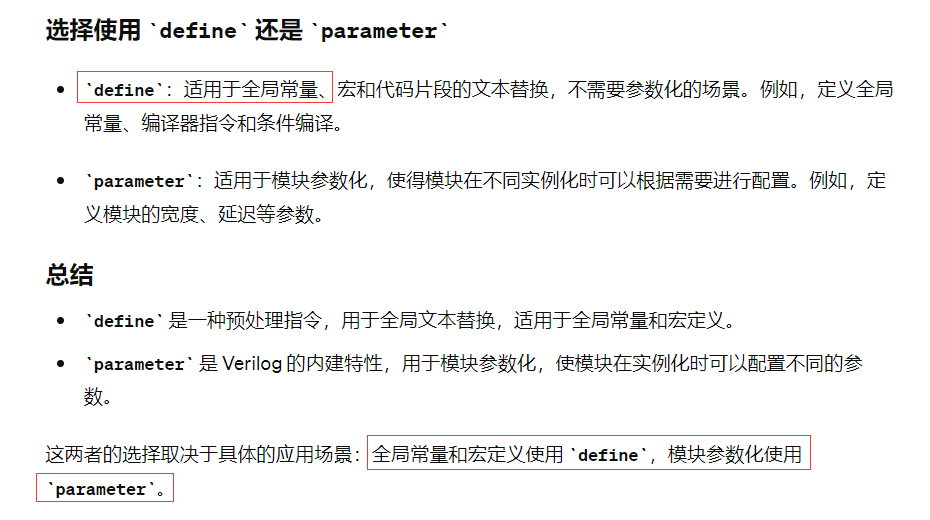 选择使用 `define` 还是 `parameter`
`define`：适用于全局常量、宏和代码片段的文本替换，不需要参数化的场景。例如，定义全局
常量、编译器指令和条件编译。
`parameter`：适用于模块参数化，使得模块在不同实例化时可以根据需要进行配置。例如，定
义模块的宽度、延迟等参数。
总结
`define` 是一种预处理指令，用于全局文本替换，适用于全局常量和宏定义。
`parameter` 是 Verilog 的内建特性，用于模块参数化，使模块在实例化时可以配置不同的参
数。
这两者的选择取决于具体的应用场景：全局常量和宏定义使用 `define`，模块参数化使用
`parameter`。